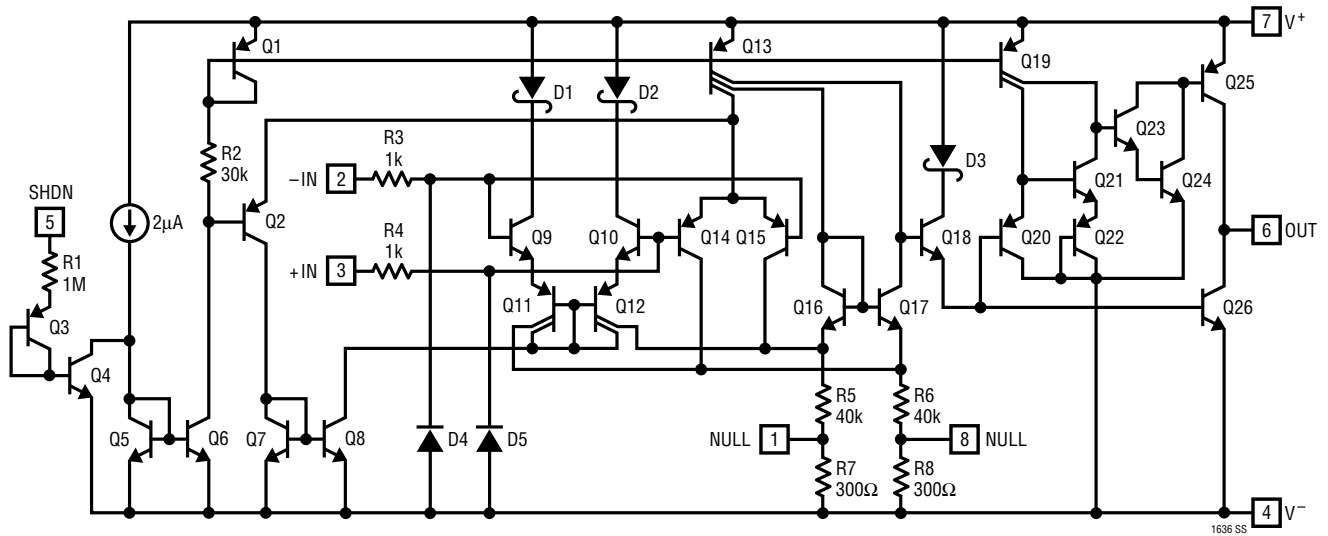 7 V+
Q1
Q13
Q19
Q25
D1
D2
Q23
R3
1k
R2
30k
D3
−IN 2
SHDN
5
2µA
Q2
Q21
Q24
R4
1k
Q9
Q10
Q14
Q15
Q18
Q20
Q22
6 OUT
+IN 3
R1
1M
Q11
Q12
Q16
Q17
Q26
Q3
Q4
R5
40k
R6
40k
Q5
Q6
Q7
Q8
D4
D5
NULL 1
8 NULL
R7
300Ω
R8
300Ω
4 V−
1636 SS